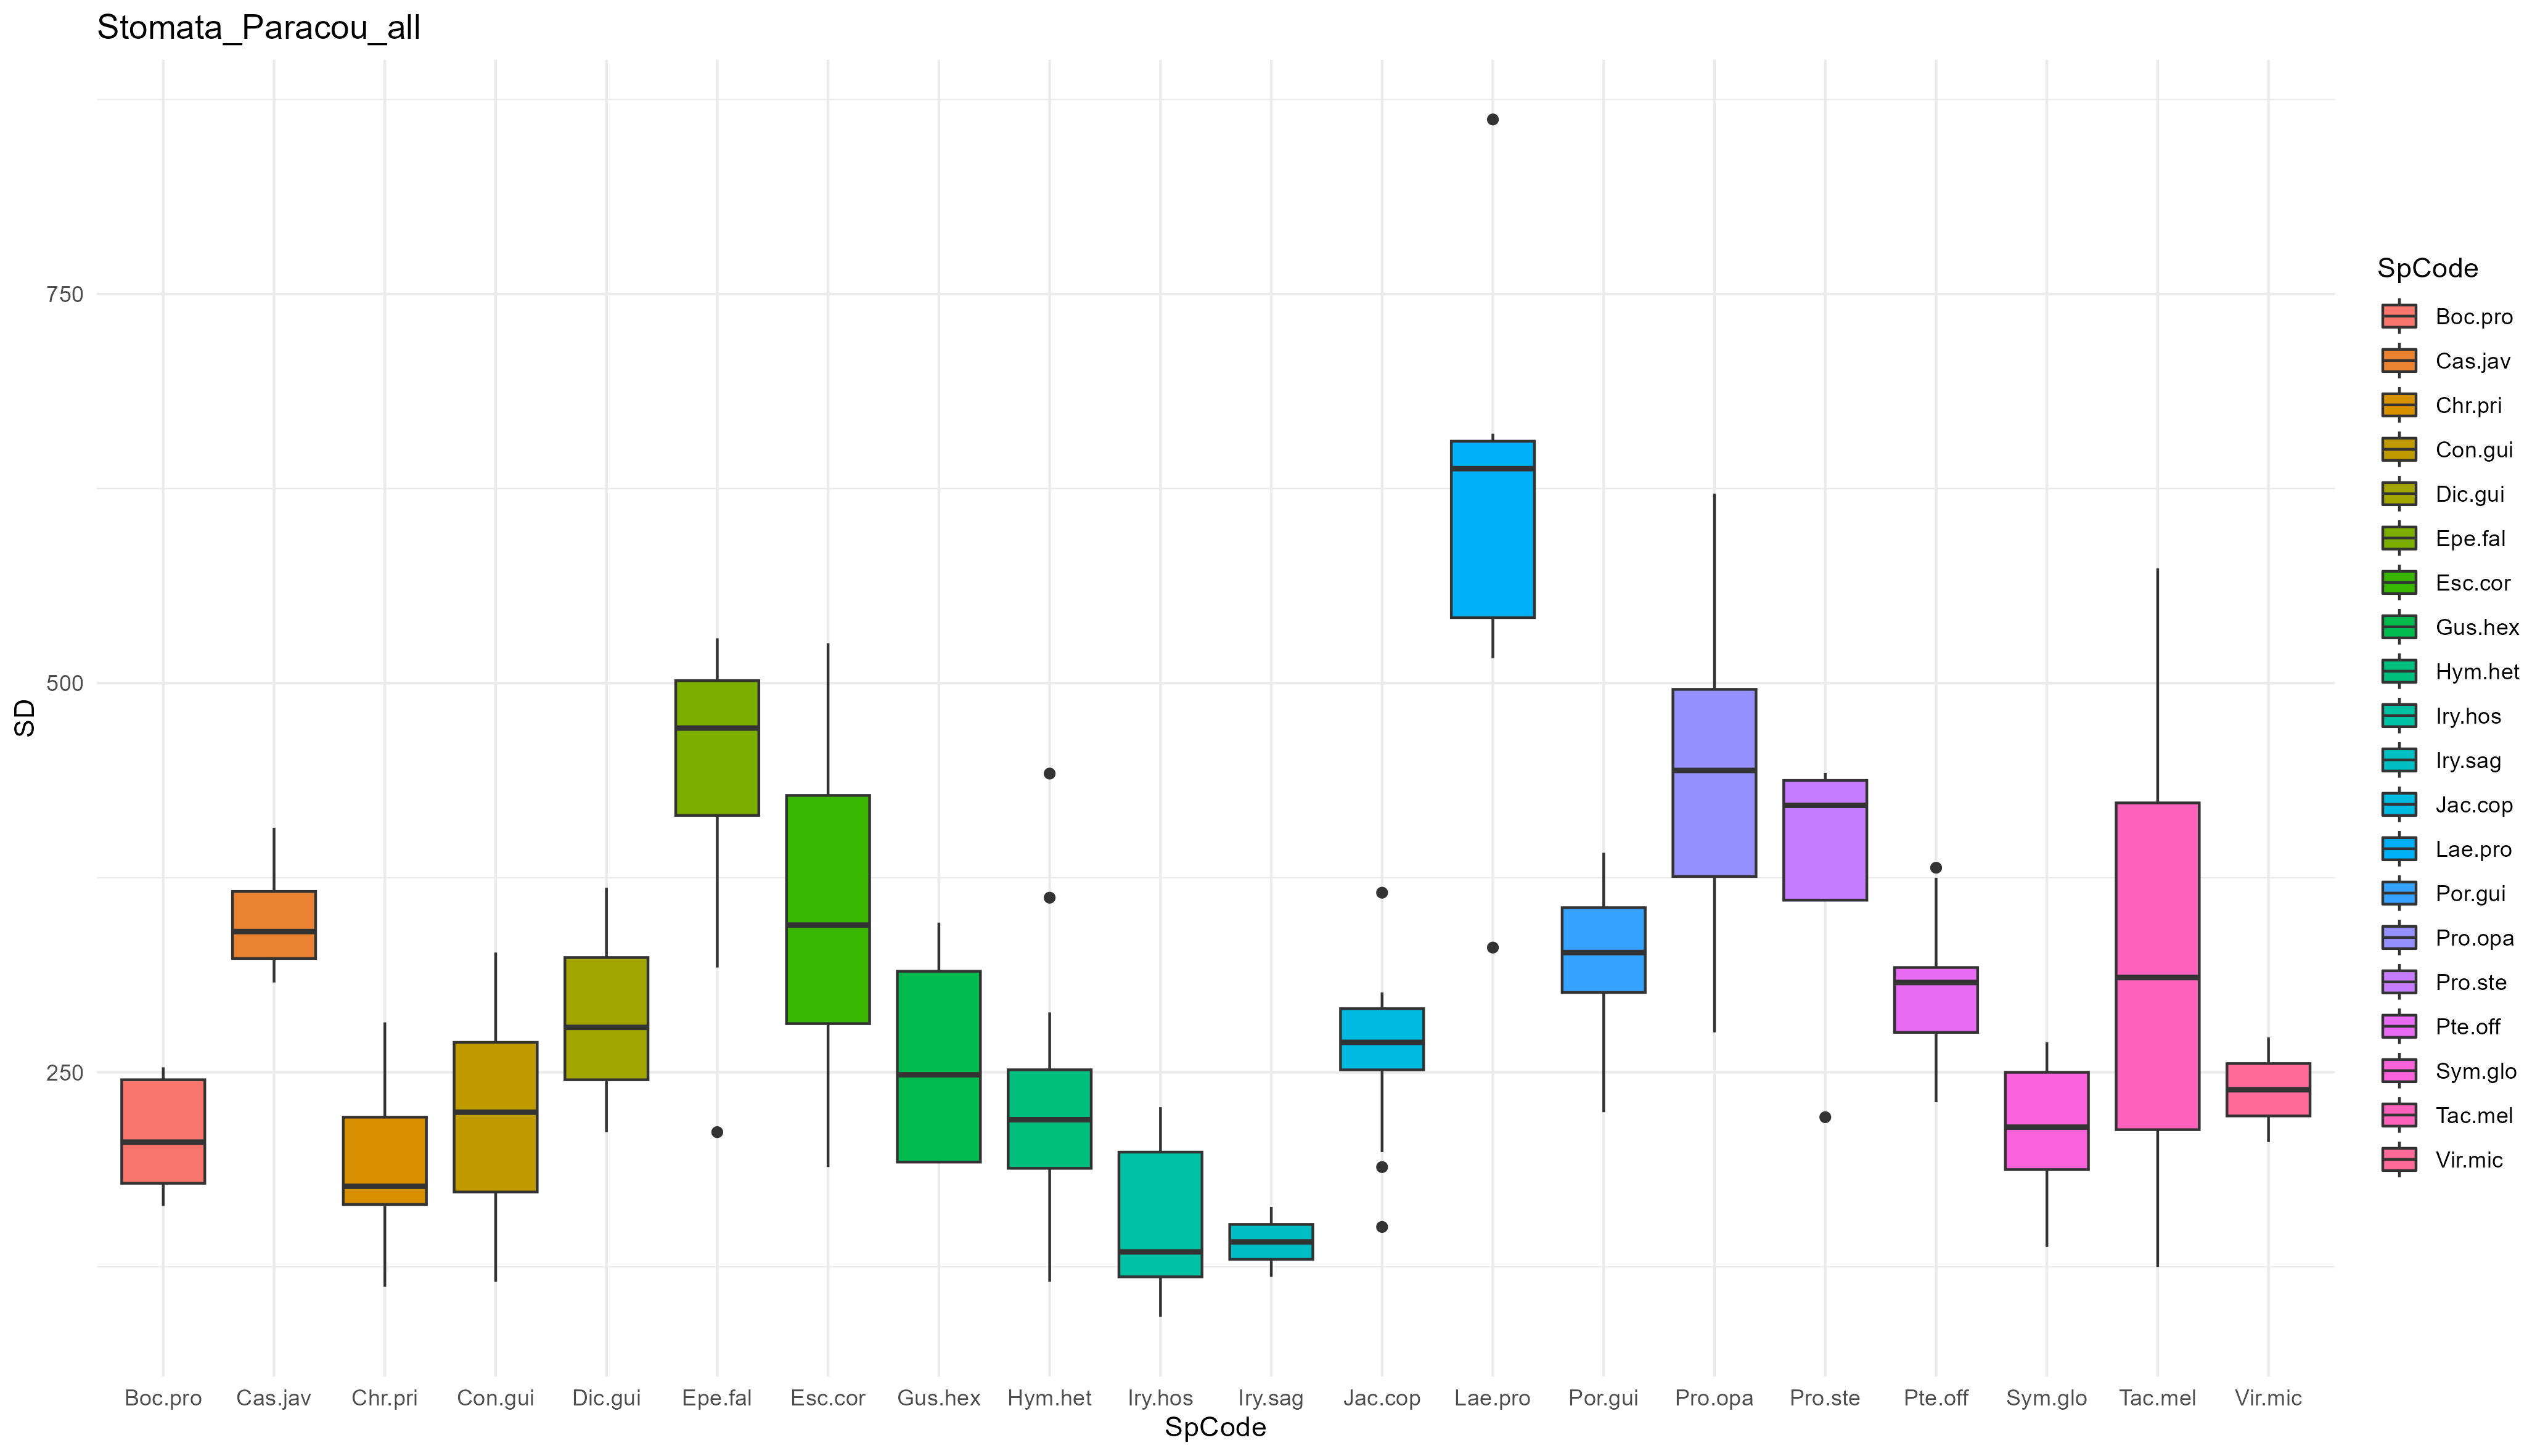 Stomata_Paracou_all
750
500
250
SD
Boc.pro Cas.jav Chr.pri Con.gui Dic.gui Epe.fal Esc.cor Gus.hex Hym.het Iry.hos Iry.sag Jac.cop Lae.pro Por.gui Pro.opa Pro.ste Pte.off Sym.glo Tac.mel Vir.mic
SpCode
SpCode
Boc.pro
Cas.jav
Chr.pri
Con.gui
Dic.gui
Epe.fal
Esc.cor
Gus.hex
Hym.het
Iry.hos
Iry.sag
Jac.cop
Lae.pro
Por.gui
Pro.opa
Pro.ste
Pte.off
Sym.glo
Tac.mel
Vir.mic